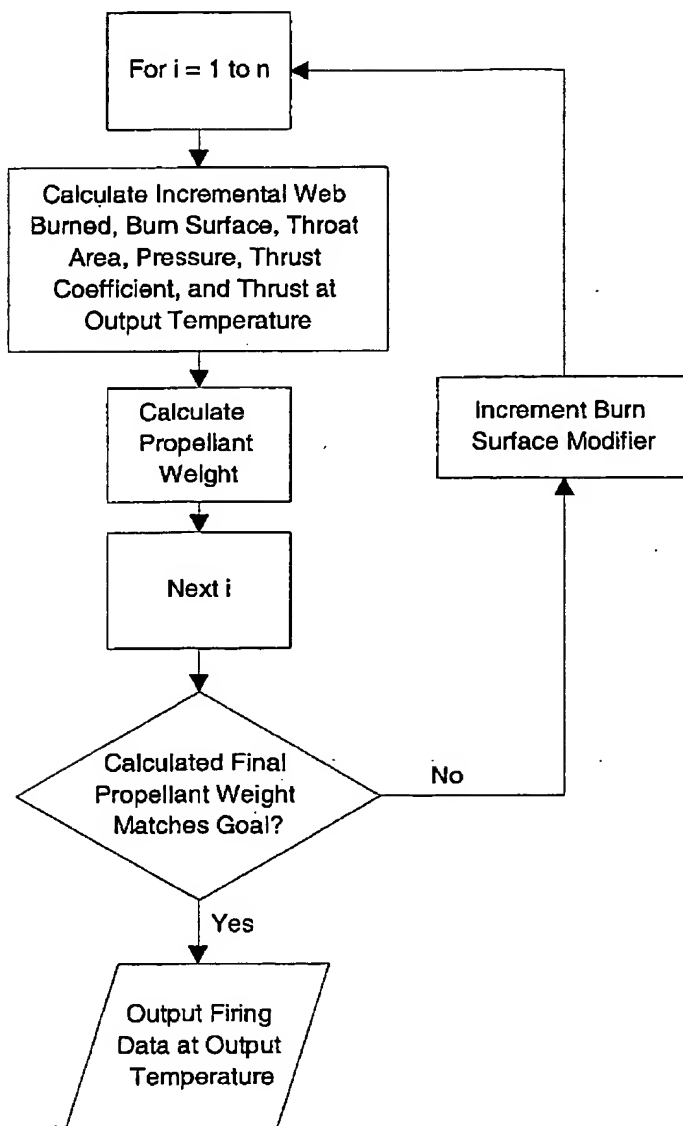 For i = 1 to n
Calculate Incremental Web
Burned, Burn Surface, Throat
Area, Pressure, Thrust
Coefficient, and Thrust at
Output Temperature
Calculate
Propellant
Weight
Increment Burn
Surface Modifier
Next i
Calculated Final
Propellant Weight
Matches Goal?
No
Yes
Output Firing
Data at Output
Temperature